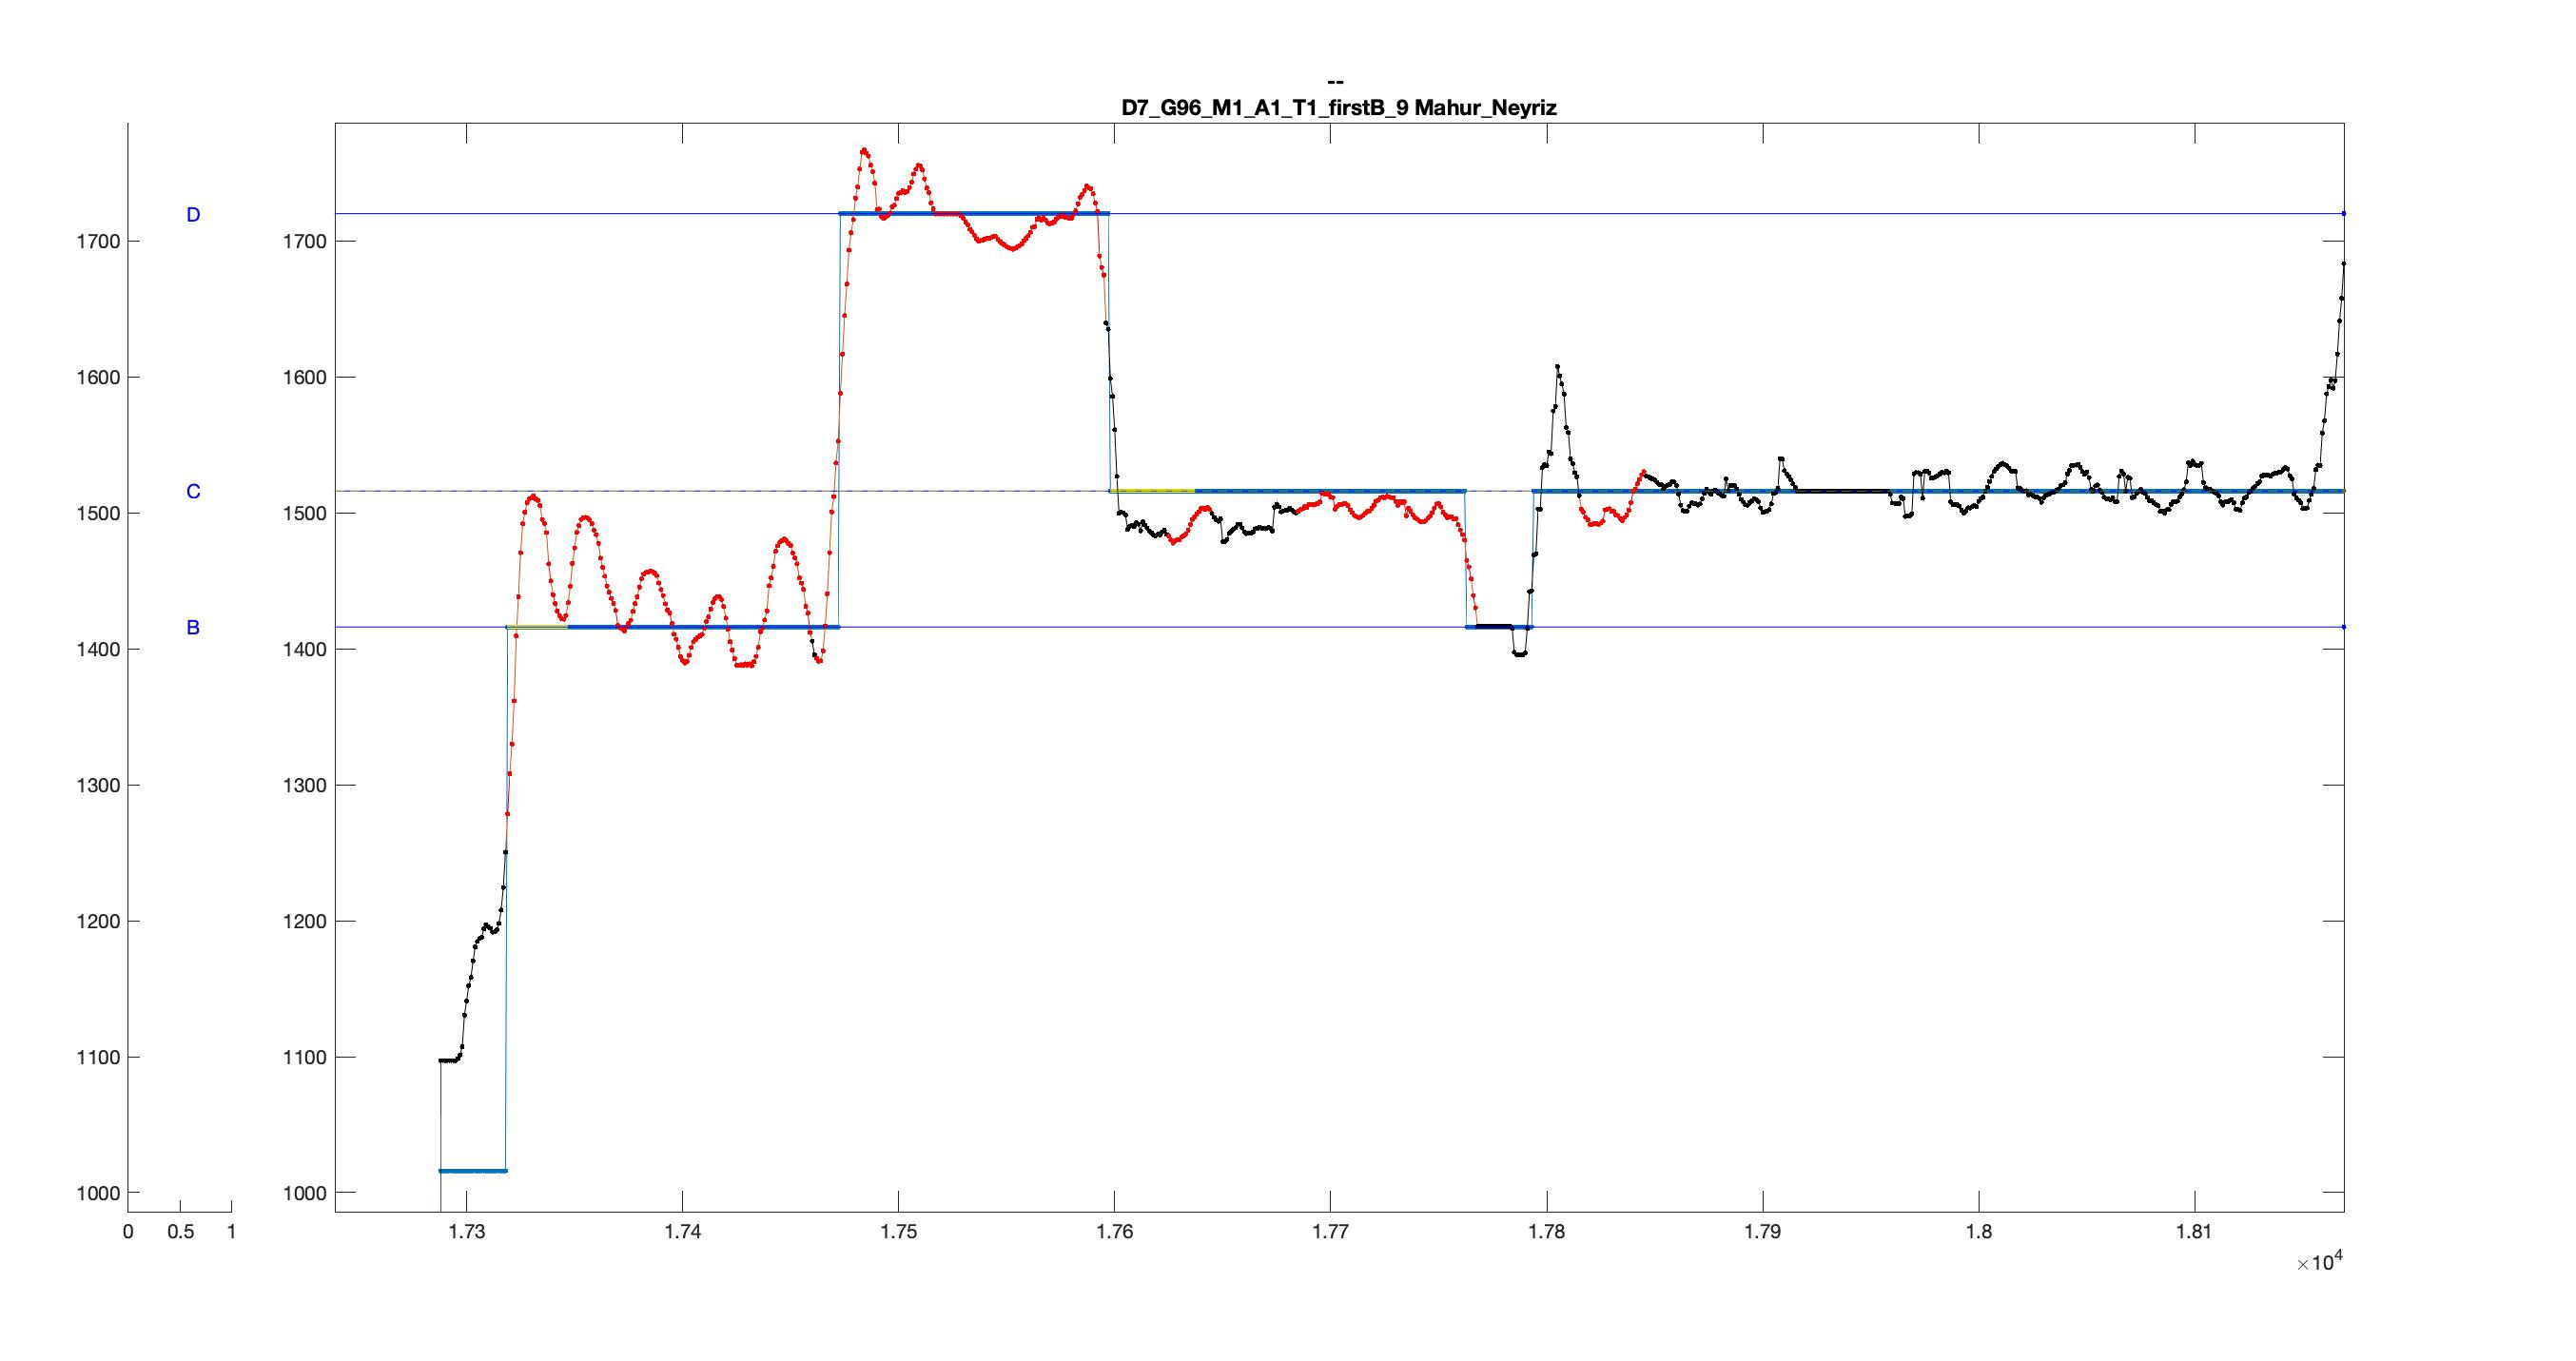 --
D7_G96_M1_A1_T1_firstB_9 Mahur_Neyriz
D
1700 1700
1600 1600
C
1500 1500
B
1400 1400
1300 1300
1200 1200
1100 1100
1000 1000
0 0.5 1 1.73 1.74 1.75 1.76 1.77 1.78 1.79 1.8 1.81
×10⁴